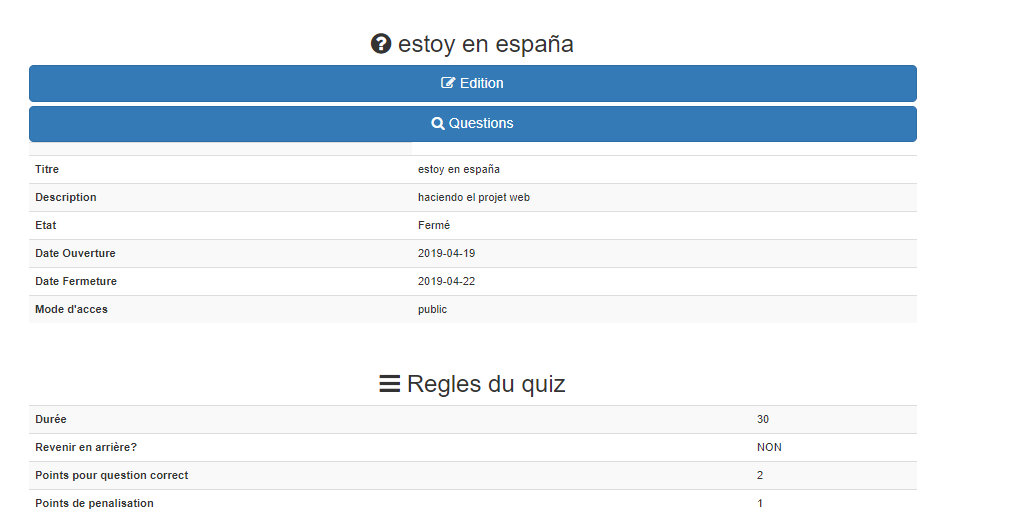 estoy en españa
Edition
Questions
Titre estoy en españa
Description haciendo el projet web
Etat Fermé
Date Ouverture 2019-04-19
Date Fermeture 2019-04-22
Mode d'acces public
Regles du quiz
Durée 30
Revenir en arrière? NON
Points pour question correct 2
Points de penalisation 1